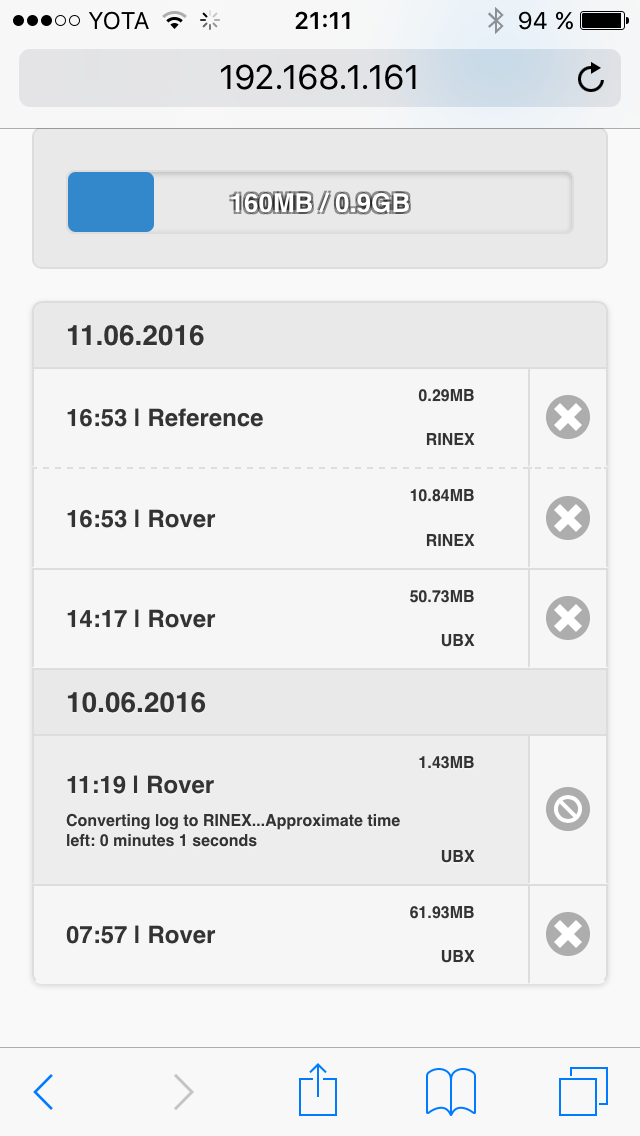 YOTA 21:11 94 %
192.168.1.161
160MB / 0.9GB
11.06.2016
0.29MB
16:53 | Reference
RINEX
10.84MB
16:53 | Rover
RINEX
50.73MB
14:17 | Rover
UBX
10.06.2016
1.43MB
11:19 | Rover
Converting log to RINEX...Approximate time
left: 0 minutes 1 seconds
UBX
61.93MB
07:57 | Rover
UBX